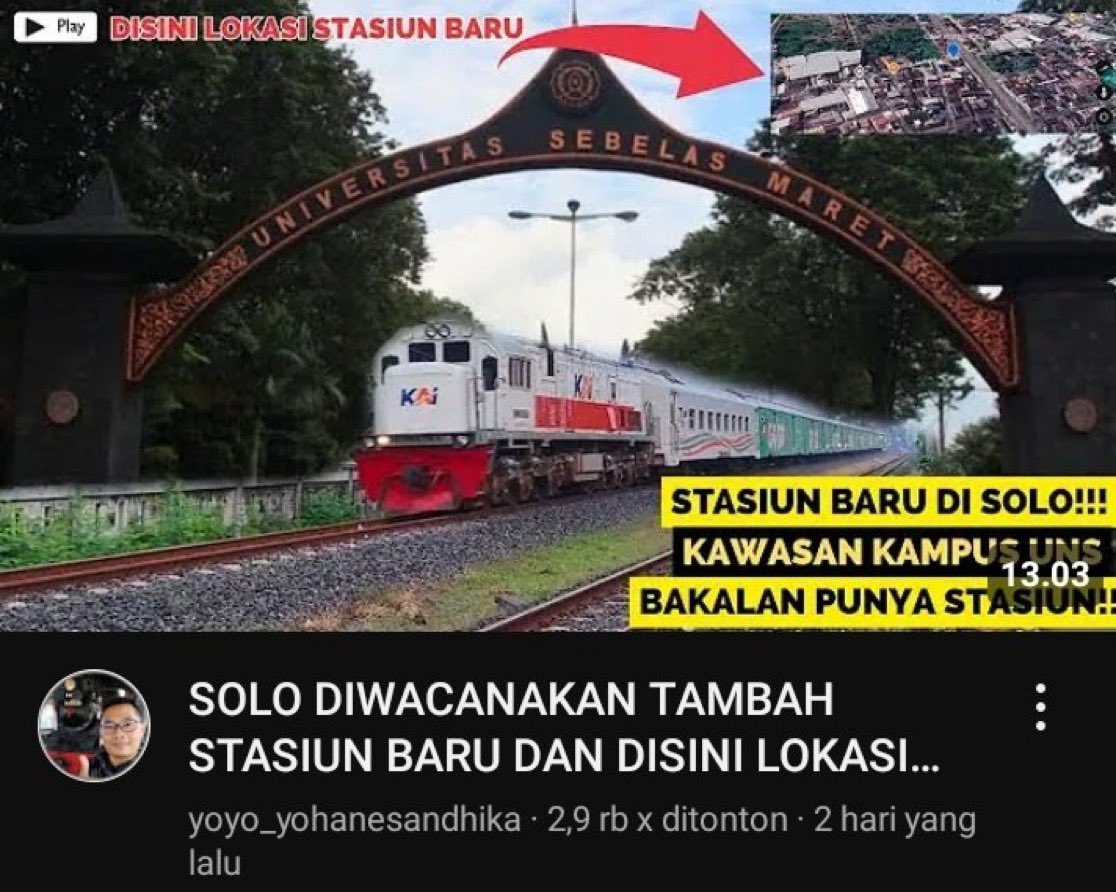 Play
DISINI LOKASI STASIUN BARU
UNIVERSITAS SEBELAS MARET
KAI
KAI
STASIUN BARU DI SOLO!!!
KAWASAN KAMPUS UNS
13.03
BAKALAN PUNYA STASIUN!!
SOLO DIWACANAKAN TAMBAH
STASIUN BARU DAN DISINI LOKASI...
yoyo_yohanesandhika · 2,9 rb x ditonton · 2 hari yang
lalu